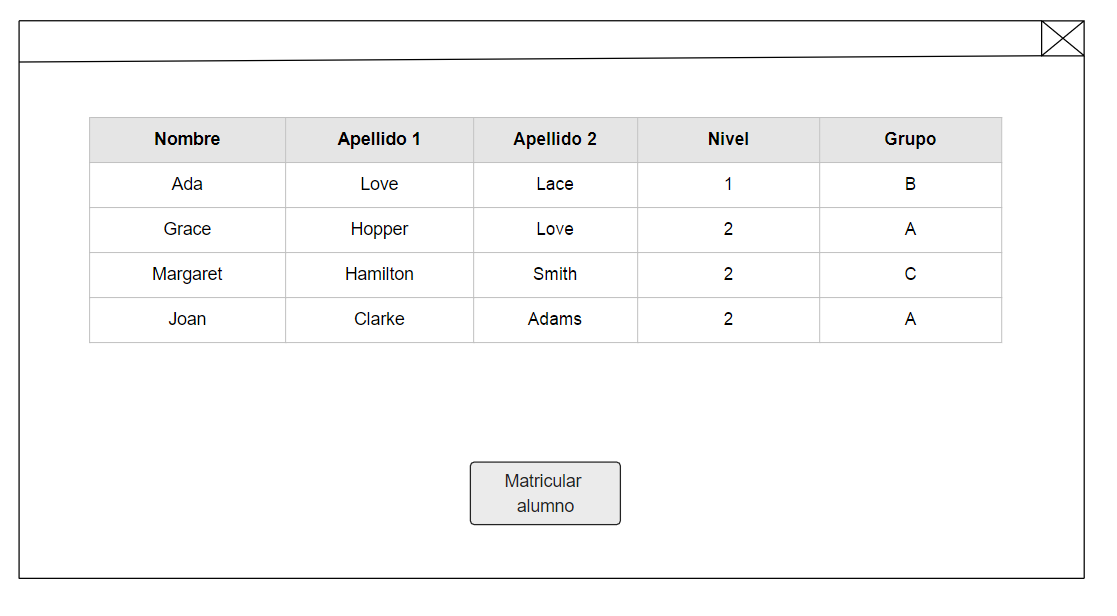 Nombre Apellido 1 Apellido 2 Nivel Grupo
Ada Love Lace 1 B
Grace Hopper Love 2 A
Margaret Hamilton Smith 2 C
Joan Clarke Adams 2 A
Matricular
alumno